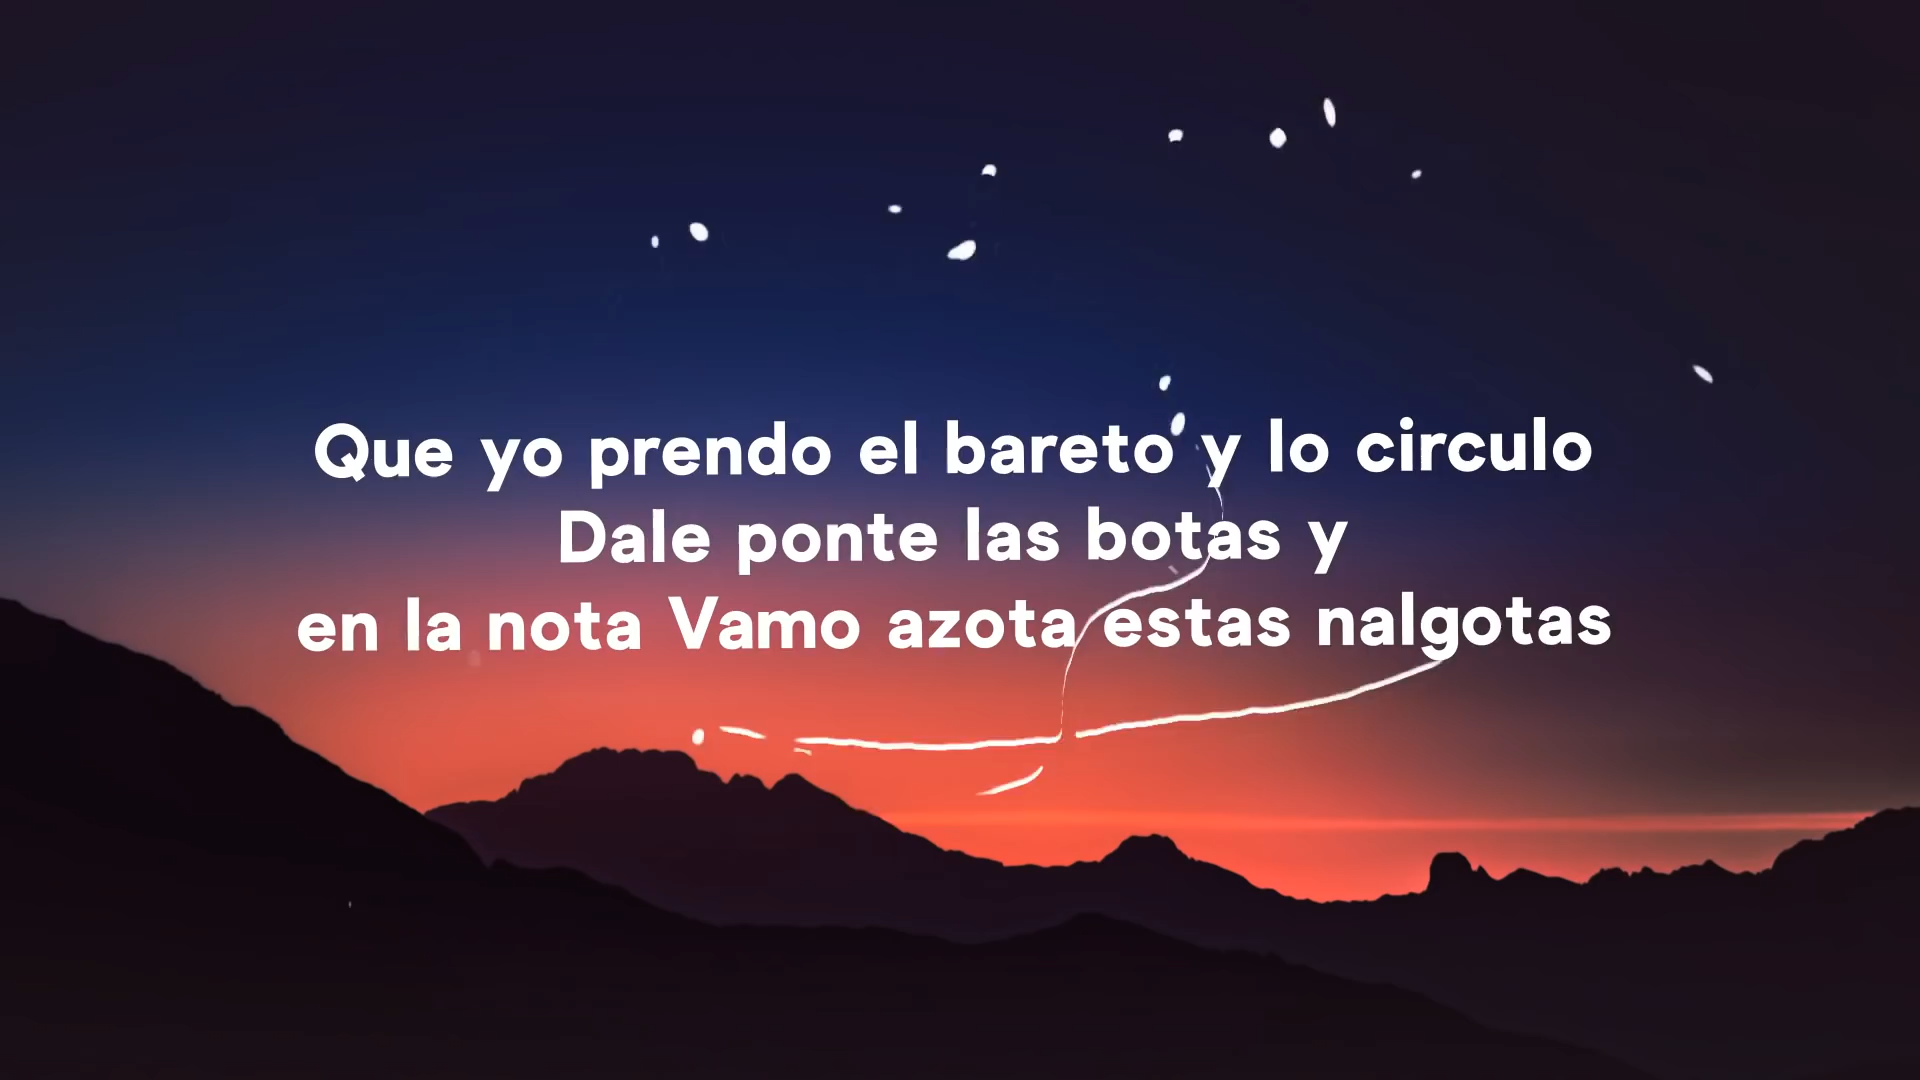 Que yo prendo el bareto y lo circulo
Dale ponte las botas y
en la nota Vamo azota estas nalgotas